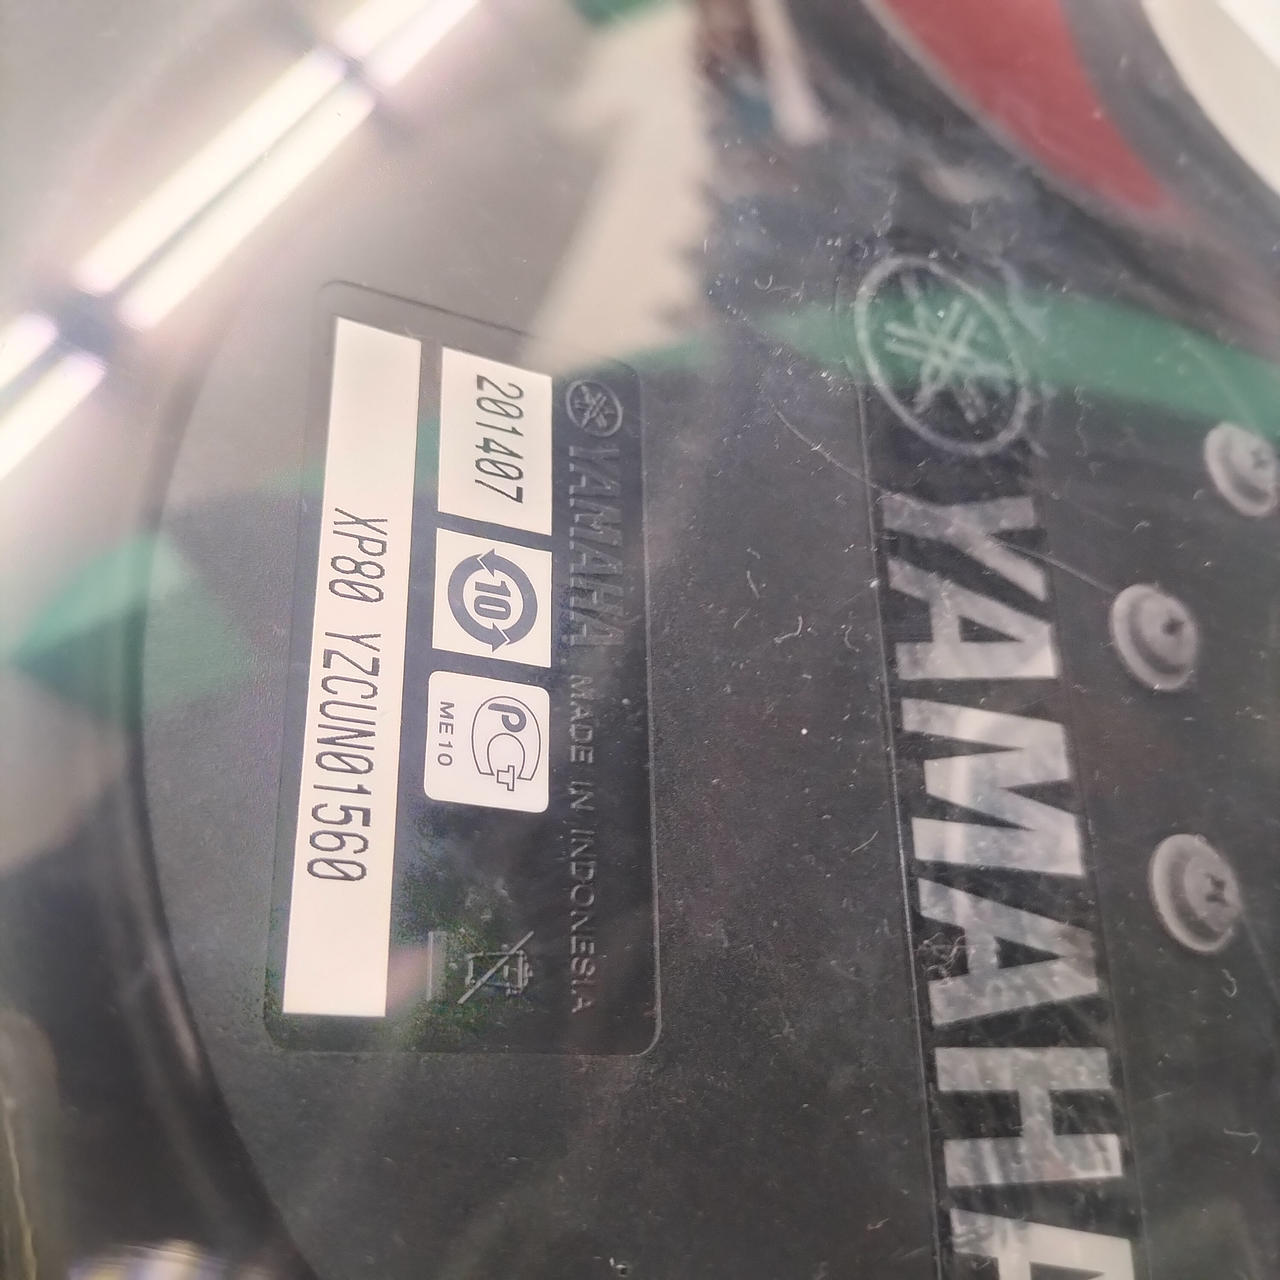 YAMAHA
YAMAHA MADE IN INDONESIA
201407
10
PCT
ME10
XP80 YZCUN01560